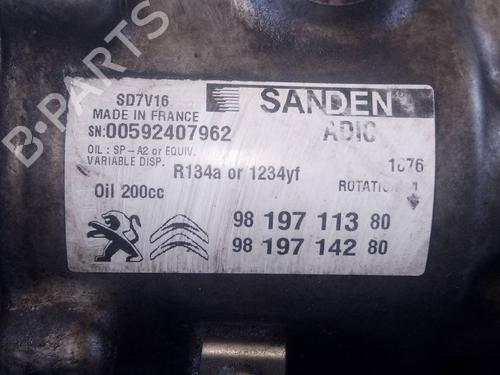 SD7V16
MADE IN FRANCE
SN:00592407962
OIL : SP-A2 or EQUIV.
VARIABLE DISP.
Oil 200cc
SANDEN
R134a or 1234yf
98 197 113 80
98 197 142 80
B-PARTS